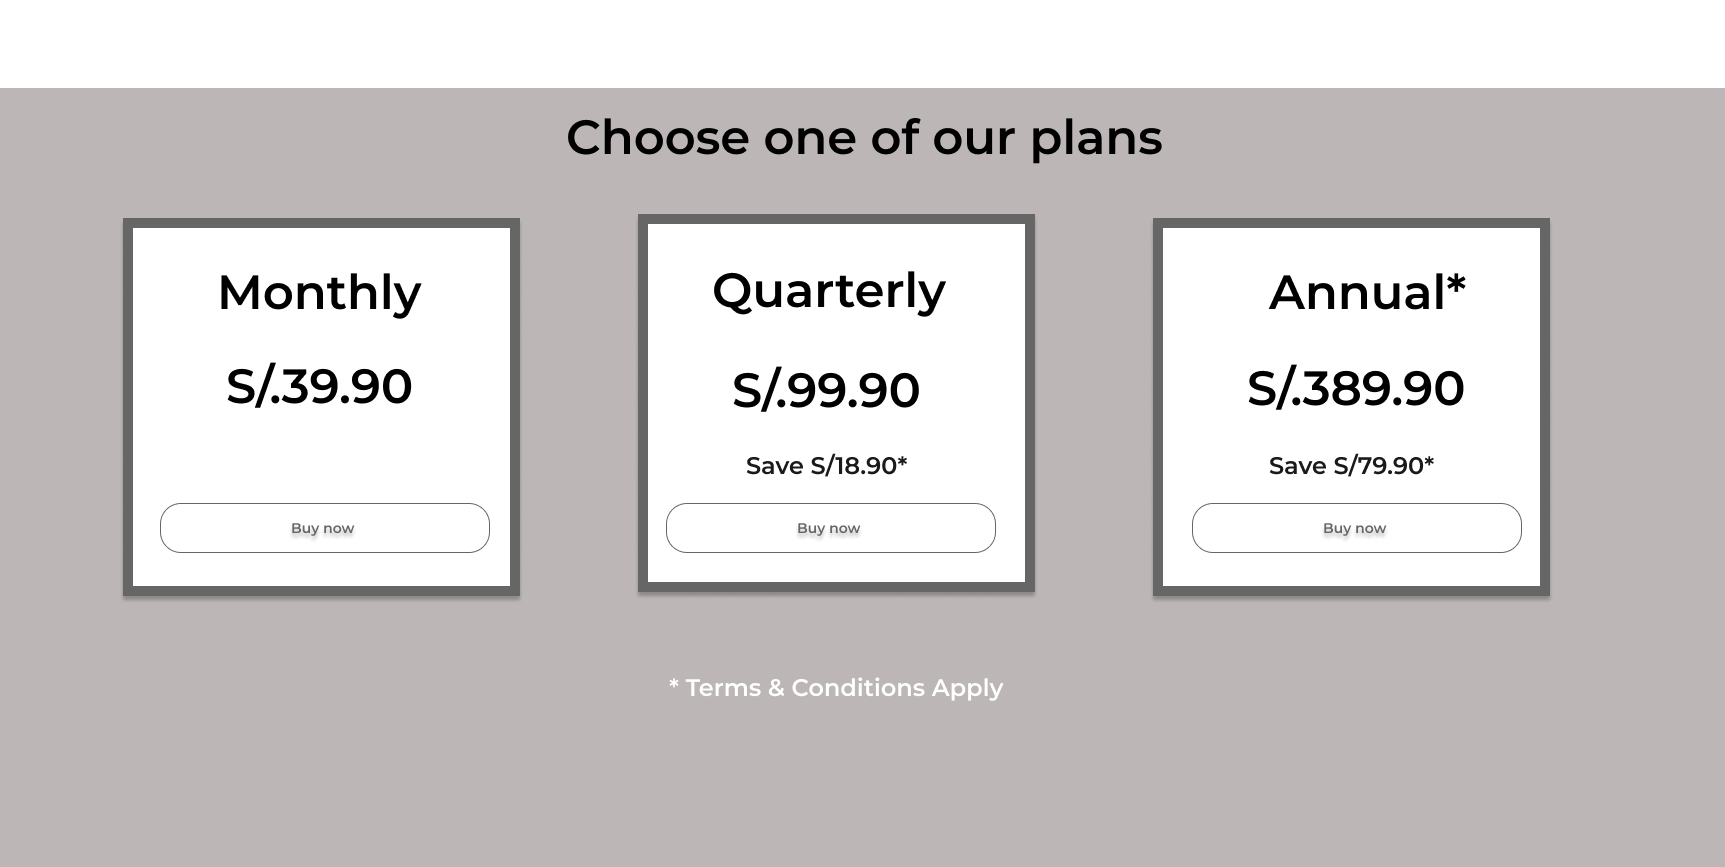 Choose one of our plans
Monthly
S/.39.90
Buy now
Quarterly
S/.99.90
Save S/18.90*
Buy now
Annual*
S/.389.90
Save S/79.90*
Buy now
* Terms & Conditions Apply